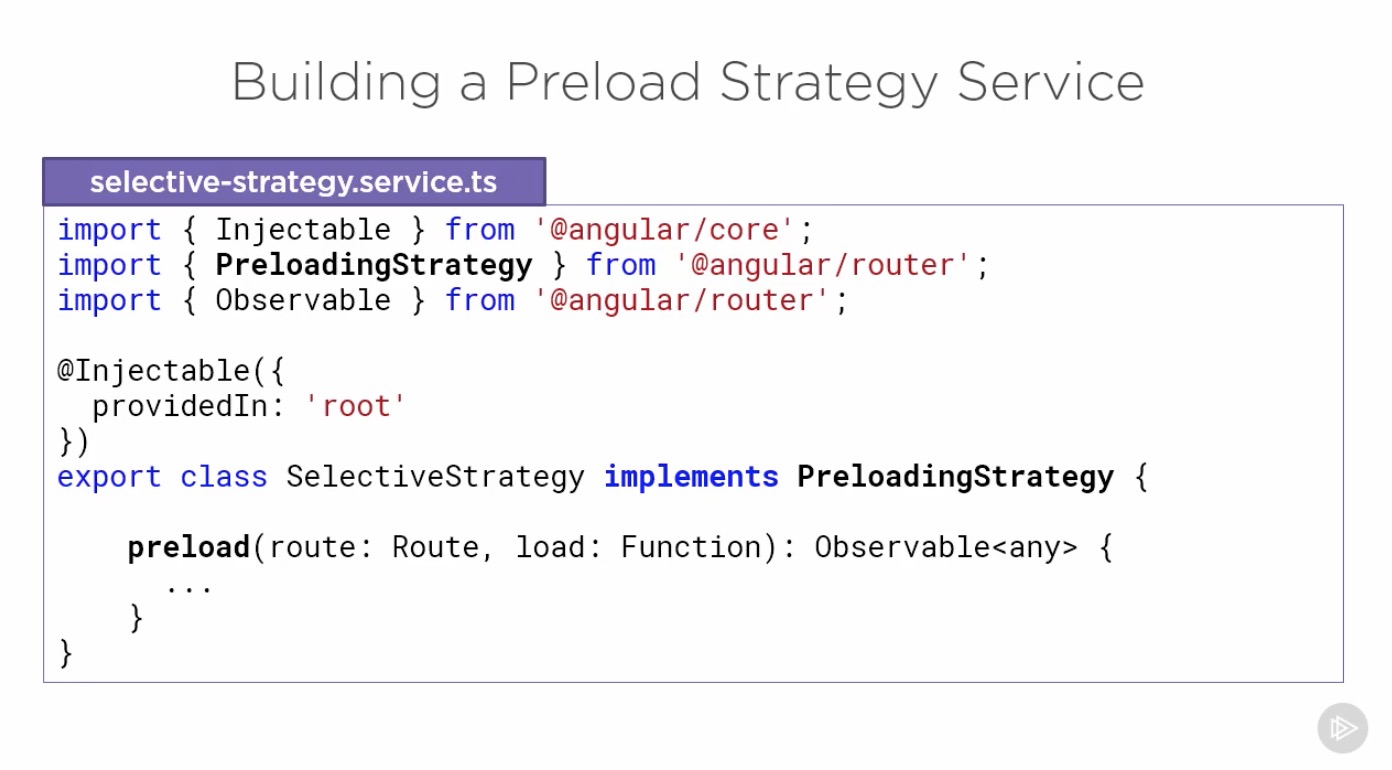 Building a Preload Strategy Service
selective-strategy.service.ts
import { Injectable } from '@angular/core';
import { PreloadingStrategy } from '@angular/router';
import { Observable } from '@angular/router';
@Injectable({
  providedIn: 'root'
})
export class SelectiveStrategy implements PreloadingStrategy {
    preload(route: Route, load: Function): Observable<any> {
      ...
    }
}